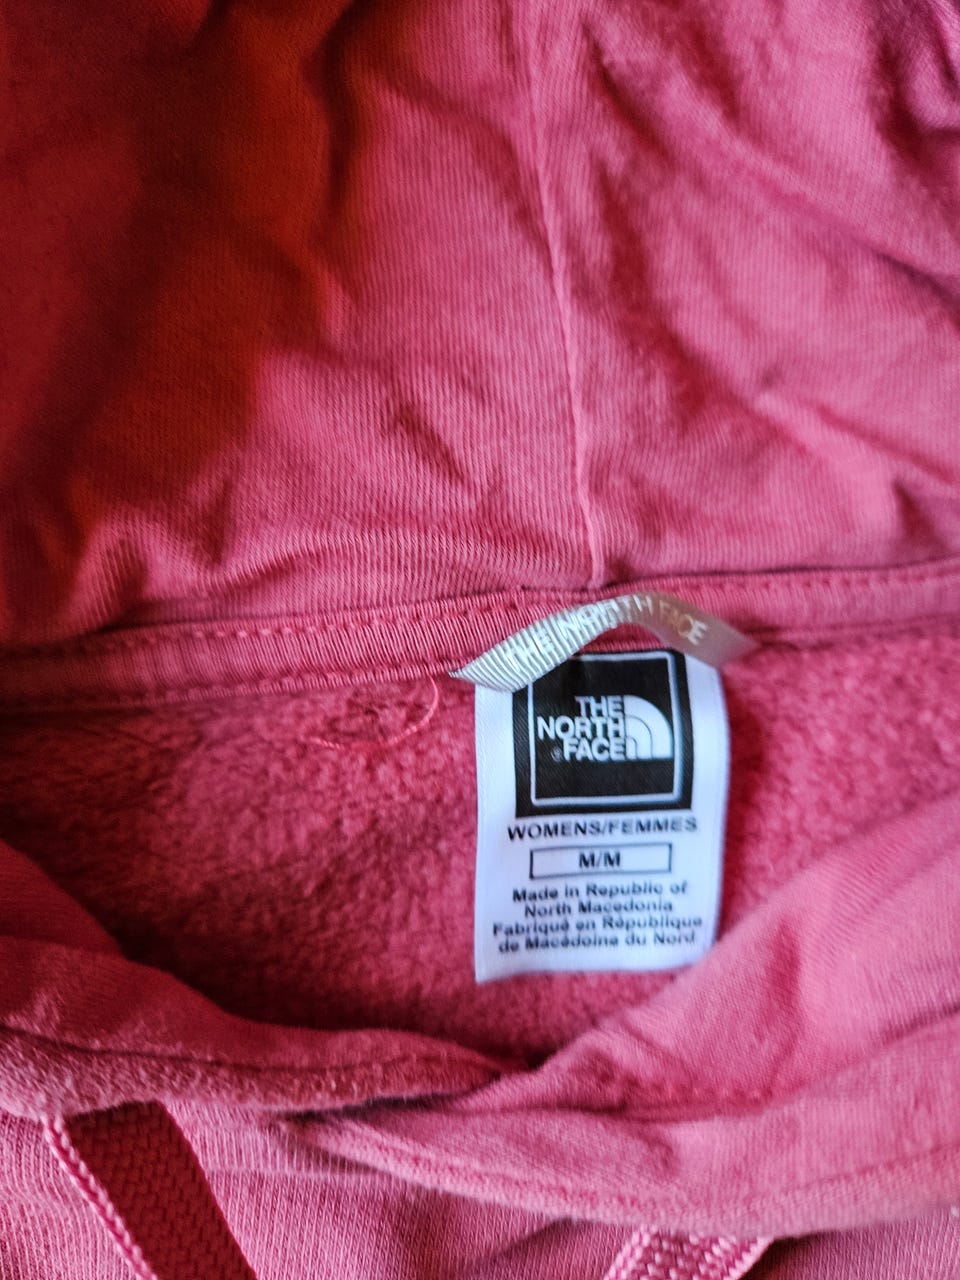 THE NORTH FACE
THE
NORTH
FACE
WOMENS/FEMMES
M/M
Made in Republic of
North Macedonia
Fabriqué en République
de Macédoine du Nord